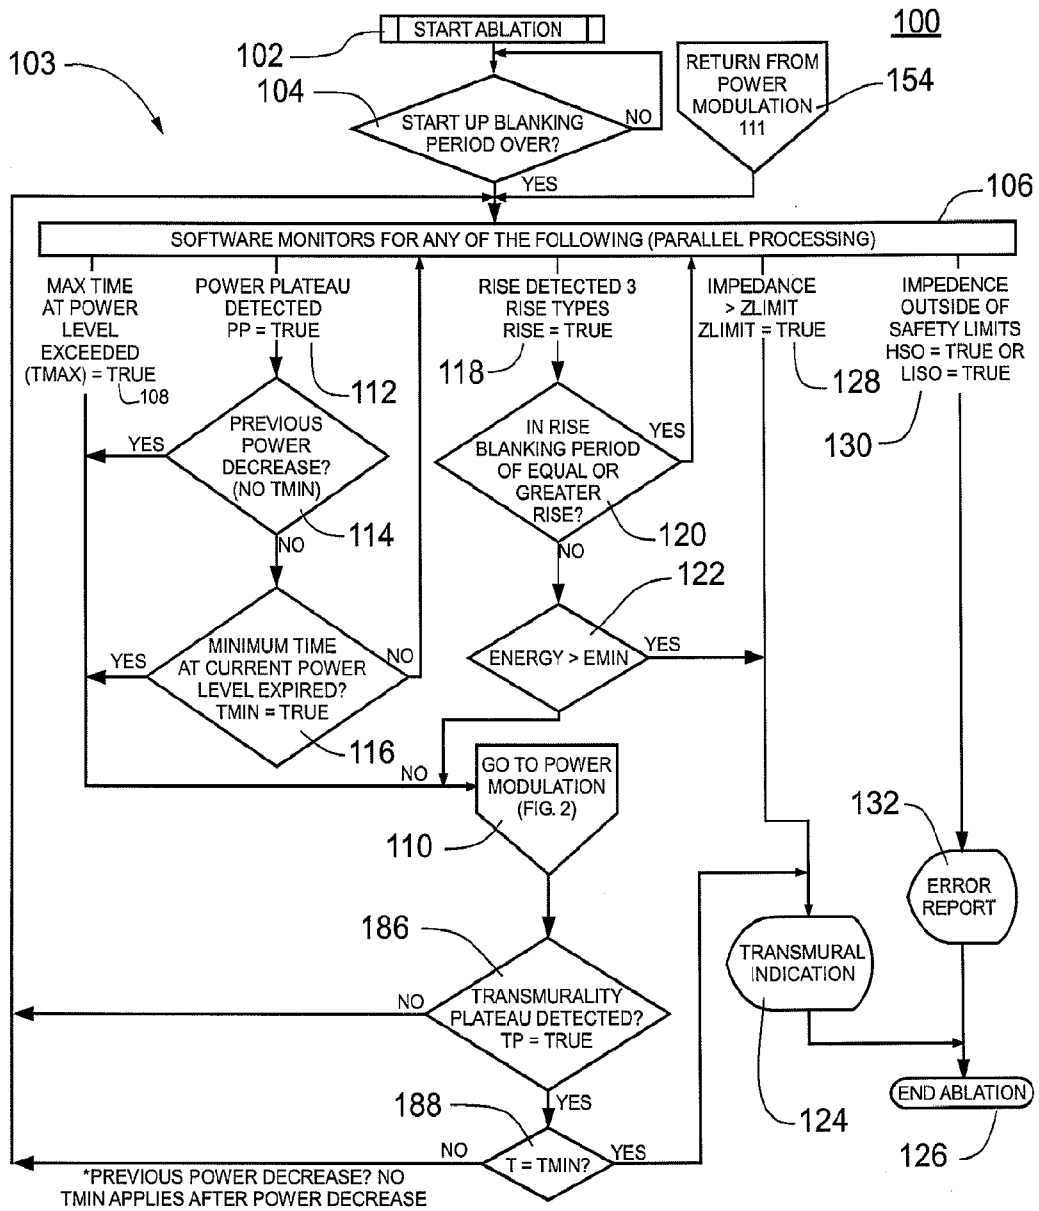 100
START ABLATION
102
103
104
START UP BLANKING
PERIOD OVER?
NO
YES
RETURN FROM
POWER
MODULATION
111
154
106
SOFTWARE MONITORS FOR ANY OF THE FOLLOWING (PARALLEL PROCESSING)
MAX TIME
AT POWER
LEVEL
EXCEEDED
(TMAX) = TRUE
108
POWER PLATEAU
DETECTED
PP = TRUE
112
RISE DETECTED 3
RISE TYPES
RISE = TRUE
118
IMPEDANCE
> ZLIMIT
ZLIMIT = TRUE
128
IMPEDENCE
OUTSIDE OF
SAFETY LIMITS
HSO = TRUE OR
LISO = TRUE
130
YES
PREVIOUS
POWER
DECREASE?
(NO TMIN)
114
NO
IN RISE
BLANKING PERIOD
OF EQUAL OR
GREATER
RISE?
YES
120
NO
122
YES
MINIMUM TIME
AT CURRENT POWER
LEVEL EXPIRED?
TMIN = TRUE
NO
116
ENERGY > EMIN
YES
NO
GO TO POWER
MODULATION
(FIG. 2)
110
132
ERROR
REPORT
186
TRANSMURALITY
PLATEAU DETECTED?
TP = TRUE
NO
YES
TRANSMURAL
INDICATION
124
END ABLATION
126
188
T = TMIN?
NO
YES
*PREVIOUS POWER DECREASE? NO
TMIN APPLIES AFTER POWER DECREASE